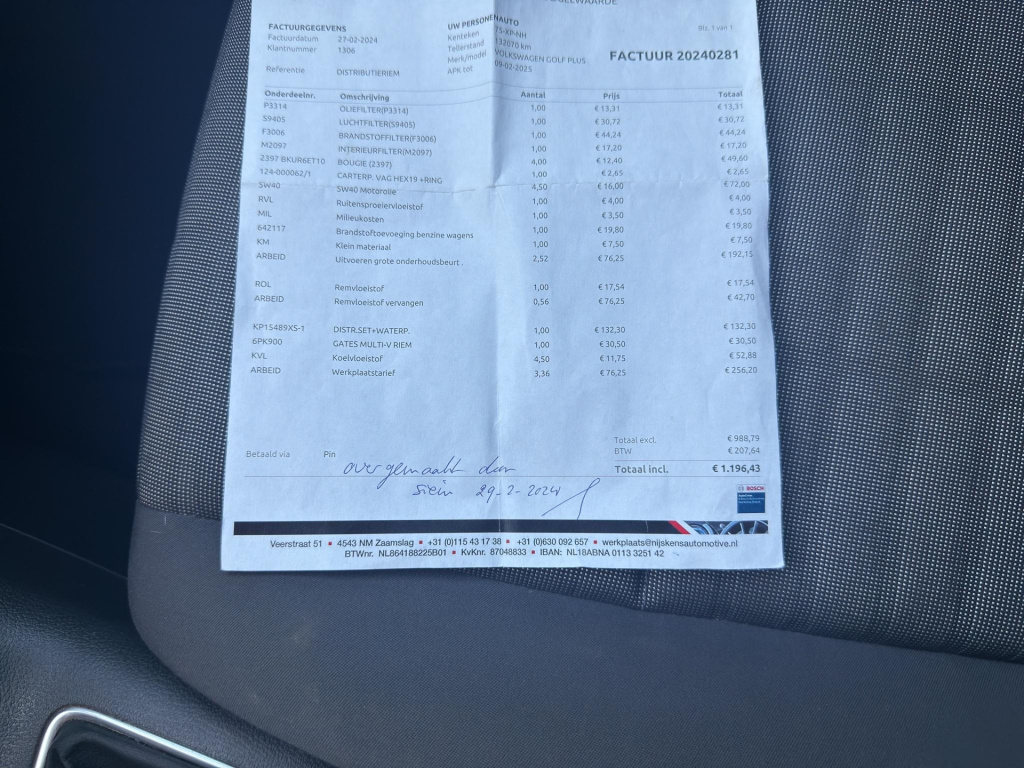 FACTUURGEGEVENS UW PERSONENAUTO Blz. 1 van 1
Factuurdatum 27-02-2024 Kenteken 75-XP-NH
Klantnummer 1306 Tellerstand 132070 km
Merk/model VOLKSWAGEN GOLF PLUS FACTUUR 20240281
Referentie DISTRIBUTIERIEM APK tot 09-02-2025
Onderdeelnr. Omschrijving Aantal Prijs Totaal
P3314 OLIEFILTER(P3314) 1,00 € 13,31 € 13,31
S9405 LUCHTFILTER(S9405) 1,00 € 30,72 € 30,72
F3006 BRANDSTOFFILTER(F3006) 1,00 € 44,24 € 44,24
M2097 INTERIEURFILTER(M2097) 1,00 € 17,20 € 17,20
2397 BKUR6ET10 BOUGIE (2397) 4,00 € 12,40 € 49,60
124-000062/1 CARTERP. VAG HEX19 +RING 1,00 € 2,65 € 2,65
5W40 5W40 Motorolie 4,50 € 16,00 € 72,00
RVL Ruitensproeiervloeistof 1,00 € 4,00 € 4,00
MIL Milieukosten 1,00 € 3,50 € 3,50
642117 Brandstoftoevoeging benzine wagens 1,00 € 19,80 € 19,80
KM Klein materiaal 1,00 € 7,50 € 7,50
ARBEID Uitvoeren grote onderhoudsbeurt . 2,52 € 76,25 € 192,15
ROL Remvloeistof 1,00 € 17,54 € 17,54
ARBEID Remvloeistof vervangen 0,56 € 76,25 € 42,70
KP15489XS-1 DISTR.SET+WATERP. 1,00 € 132,30 € 132,30
6PK900 GATES MULTI-V RIEM 1,00 € 30,50 € 30,50
KVL Koelvloeistof 4,50 € 11,75 € 52,88
ARBEID Werkplaatstarief 3,36 € 76,25 € 256,20
Totaal excl. € 988,79
Betaald via Pin BTW € 207,64
Totaal incl. € 1.196,43
overgemaakt door
29-2-2024
BOSCH
Veerstraat 51 ▪ 4543 NM Zaamslag ▪ +31 (0)115 43 17 38 ▪ +31 (0)630 092 657 ▪ werkplaats@nijskensautomotive.nl
BTWnr. NL864188225B01 ▪ KvKnr. 87048833 ▪ IBAN: NL18ABNA 0113 3251 42